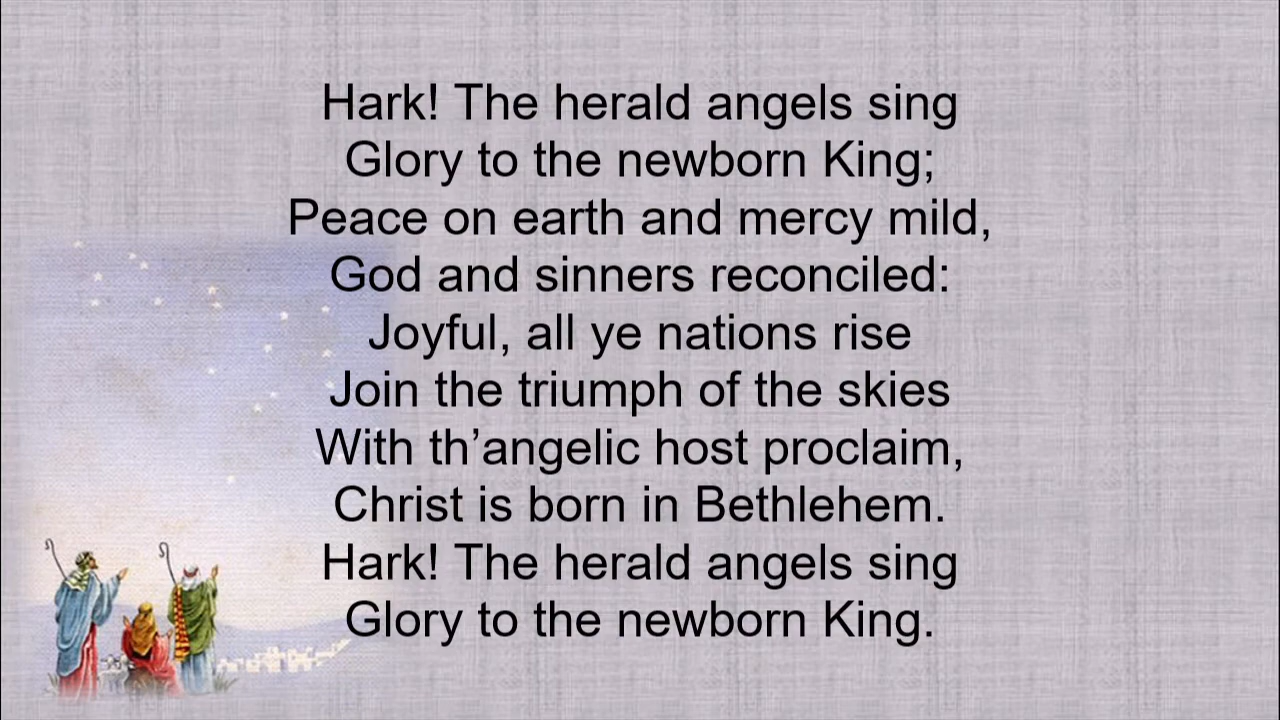 Hark! The herald angels sing
Glory to the newborn King;
Peace on earth and mercy mild,
God and sinners reconciled:
Joyful, all ye nations rise
Join the triumph of the skies
With th’angelic host proclaim,
Christ is born in Bethlehem.
Hark! The herald angels sing
Glory to the newborn King.